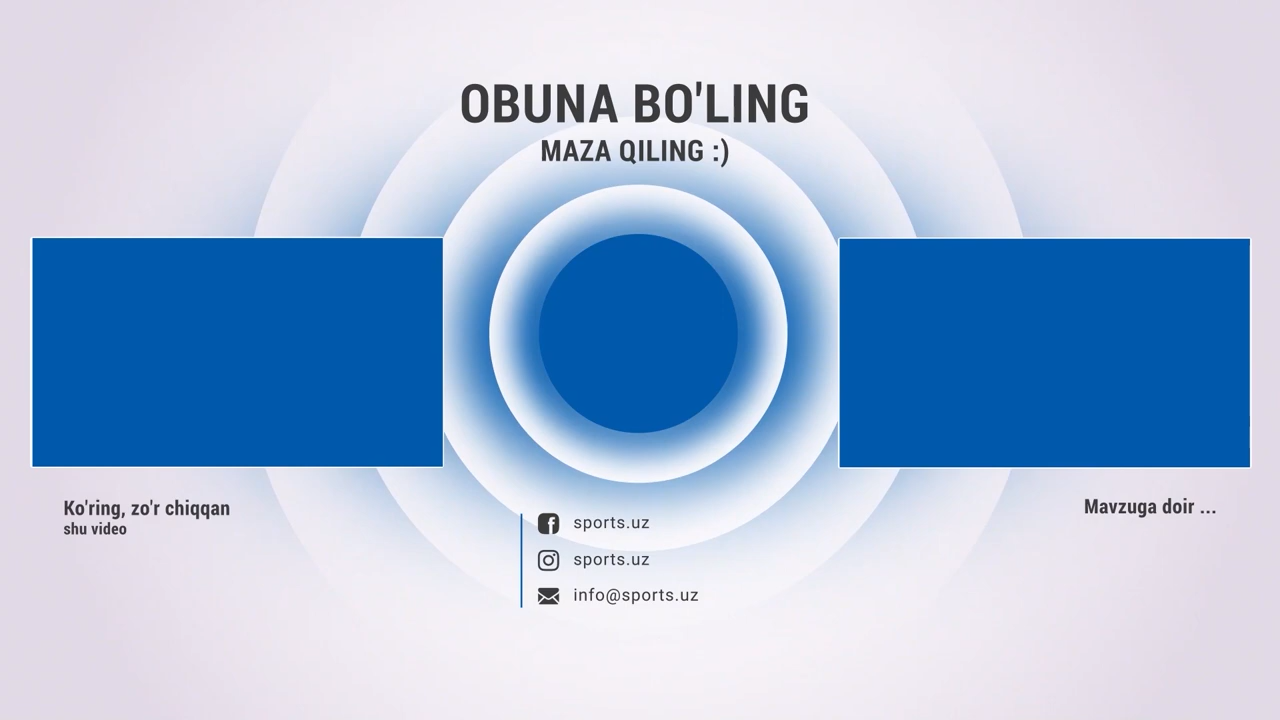 OBUNA BO'LING
MAZA QILING :)
Ko'ring, zo'r chiqqan
shu video
Mavzuga doir ...
sports.uz
sports.uz
info@sports.uz